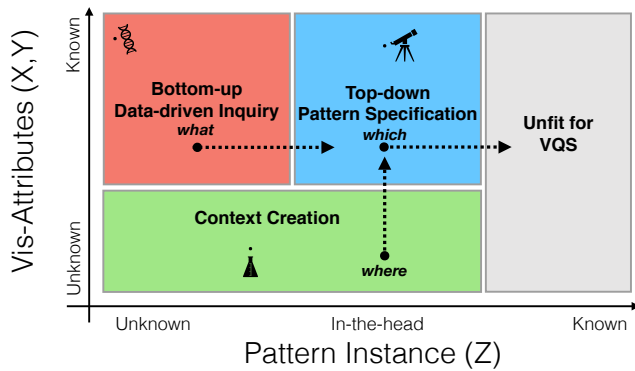 Vis-Attributes (X,Y)
Known
Unknown
Bottom-up
Data-driven Inquiry
what
Top-down
Pattern Specification
which
Unfit for
VQS
Context Creation
where
Unknown
In-the-head
Known
Pattern Instance (Z)